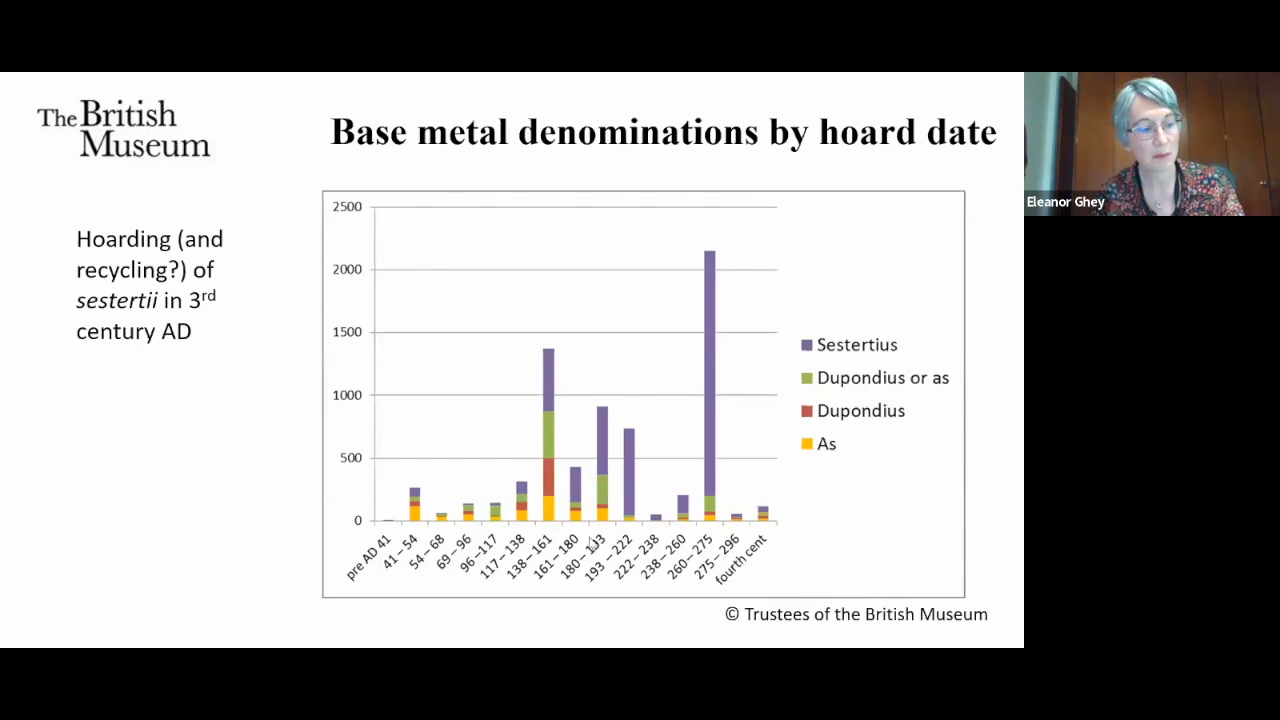 The British
Museum
Base metal denominations by hoard date
Eleanor Ghey
Hoarding (and
recycling?) of
sestertii in 3rd
century AD
2500
2000
1500
1000
500
0
pre AD 41
41 – 54
54 – 68
69 – 96
96 –117
117 – 138
138 – 161
161 – 180
180 – 193
193 – 222
222 – 238
238 – 260
260 – 275
275 – 296
fourth cent
Sestertius
Dupondius or as
Dupondius
As
© Trustees of the British Museum